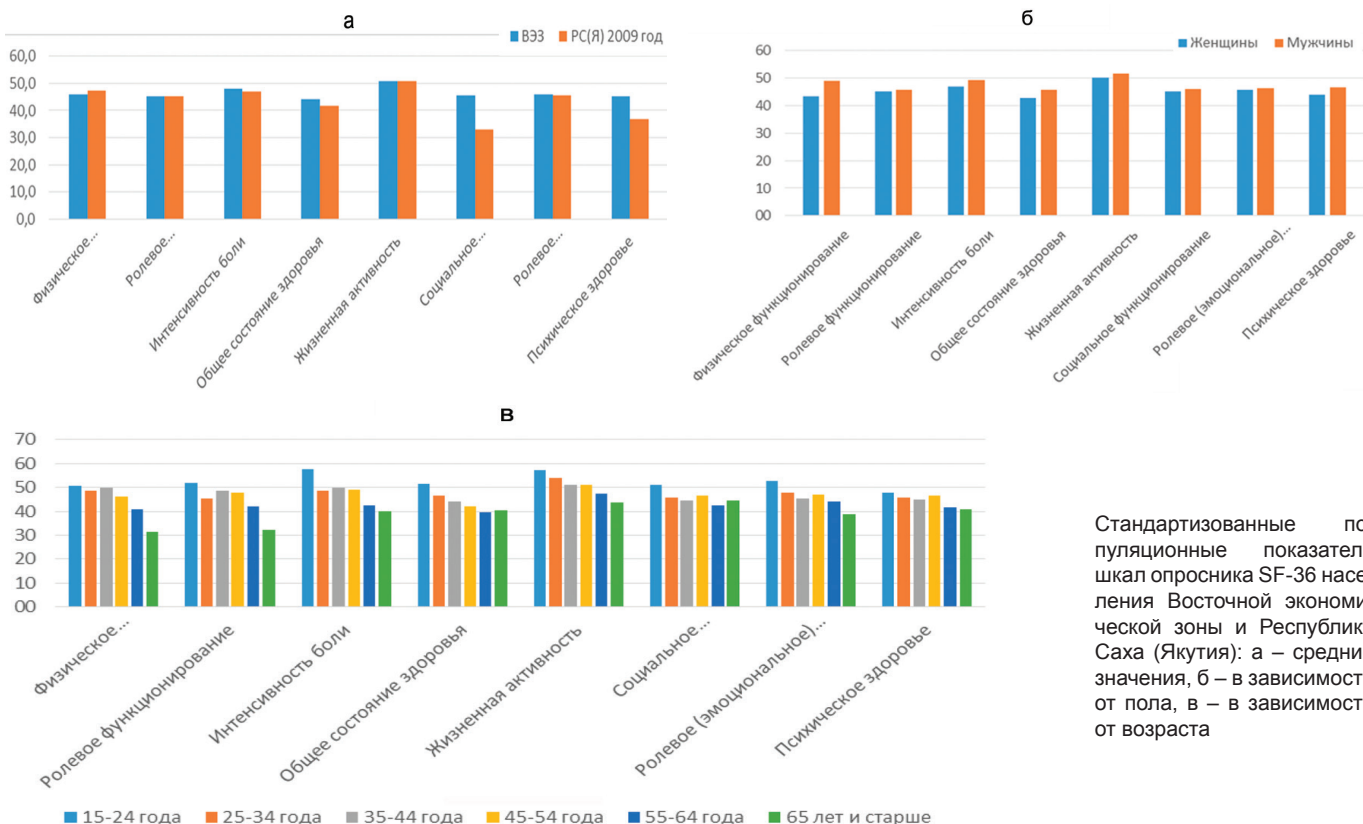 а
ВЭЗ РС(Я) 2009 год
60,0
50,0
40,0
30,0
20,0
10,0
0,0
Физическое...
Ролевое...
Интенсивность боли
Общее состояние здоровья
Жизненная активность
Социальное...
Ролевое...
Психическое здоровье
б
Женщины Мужчины
60
50
40
30
20
10
00
Физическое функционирование
Ролевое функционирование
Интенсивность боли
Общее состояние здоровья
Жизненная активность
Социальное функционирование
Ролевое (эмоциональное)...
Психическое здоровье
в
70
60
50
40
30
20
10
00
Физическое...
Ролевое функционирование
Интенсивность боли
Общее состояние здоровья
Жизненная активность
Социальное...
Ролевое (эмоциональное)...
Психическое здоровье
15-24 года 25-34 года 35-44 года 45-54 года 55-64 года 65 лет и старше
Стандартизованные по
пуляционные показател
шкал опросника SF-36 насе
ления Восточной экономи
ческой зоны и Республик
Саха (Якутия): а – средни
значения, б – в зависимост
от пола, в – в зависимост
от возраста